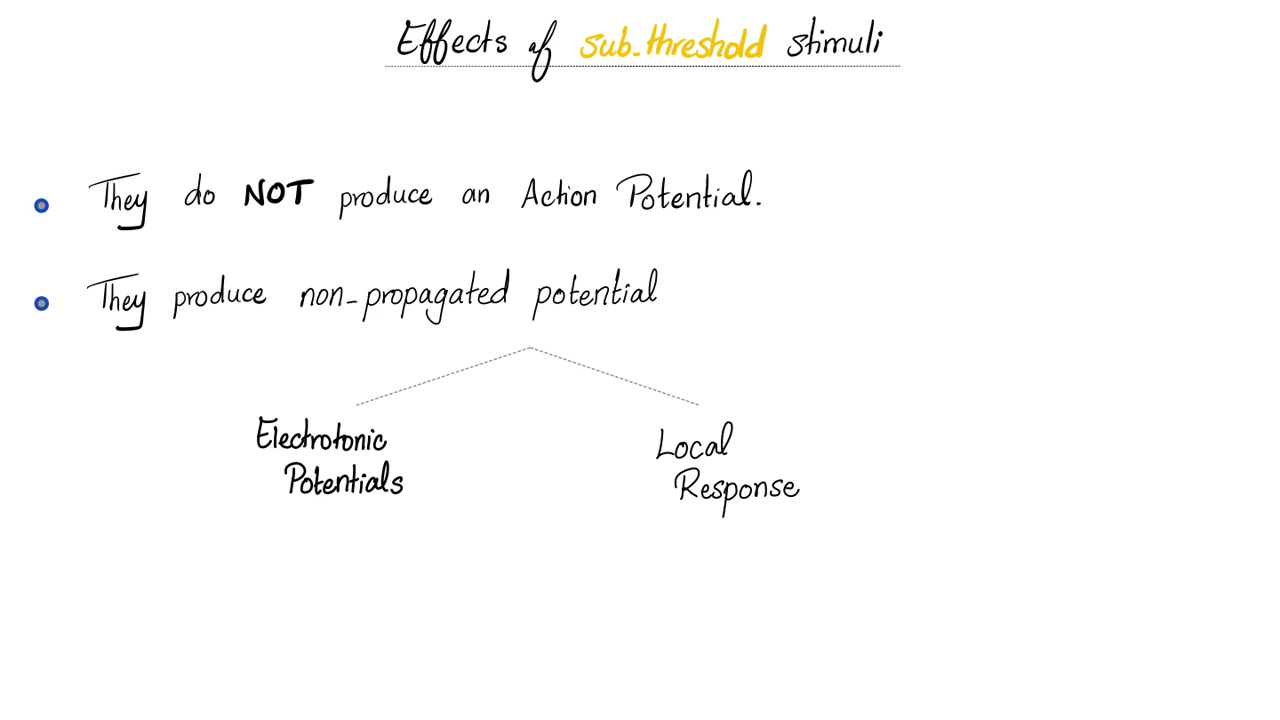 Effects of sub-threshold stimuli
They do NOT produce an Action Potential.
They produce non-propagated potential
Electrotonic
Potentials
Local
Response